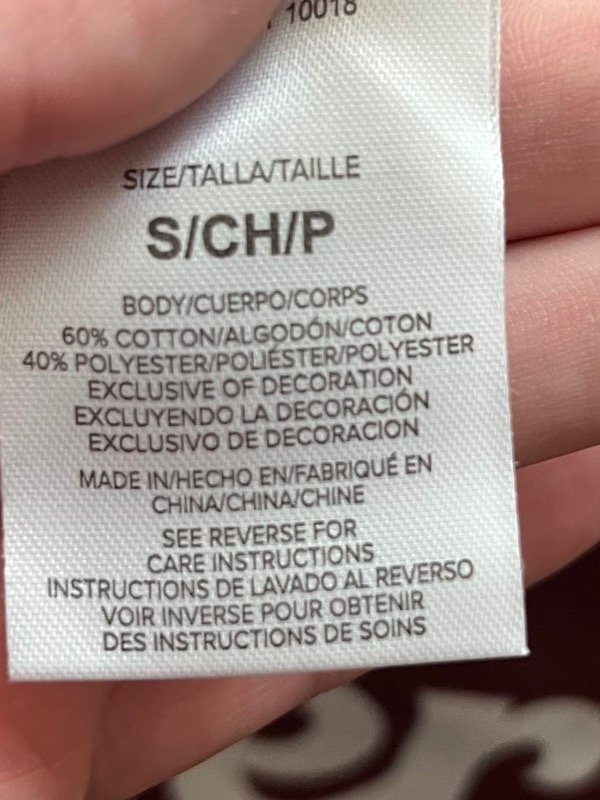 10018
SIZE/TALLA/TAILLE
S/CH/P
BODY/CUERPO/CORPS
60% COTTON/ALGODÓN/COTON
40% POLYESTER/POLIÉSTER/POLYESTER
EXCLUSIVE OF DECORATION
EXCLUYENDO LA DECORACIÓN
EXCLUSIVO DE DECORACION
MADE IN/HECHO EN/FABRIQUÉ EN
CHINA/CHINA/CHINE
SEE REVERSE FOR
CARE INSTRUCTIONS
INSTRUCTIONS DE LAVADO AL REVERSO
VOIR INVERSE POUR OBTENIR
DES INSTRUCTIONS DE SOINS